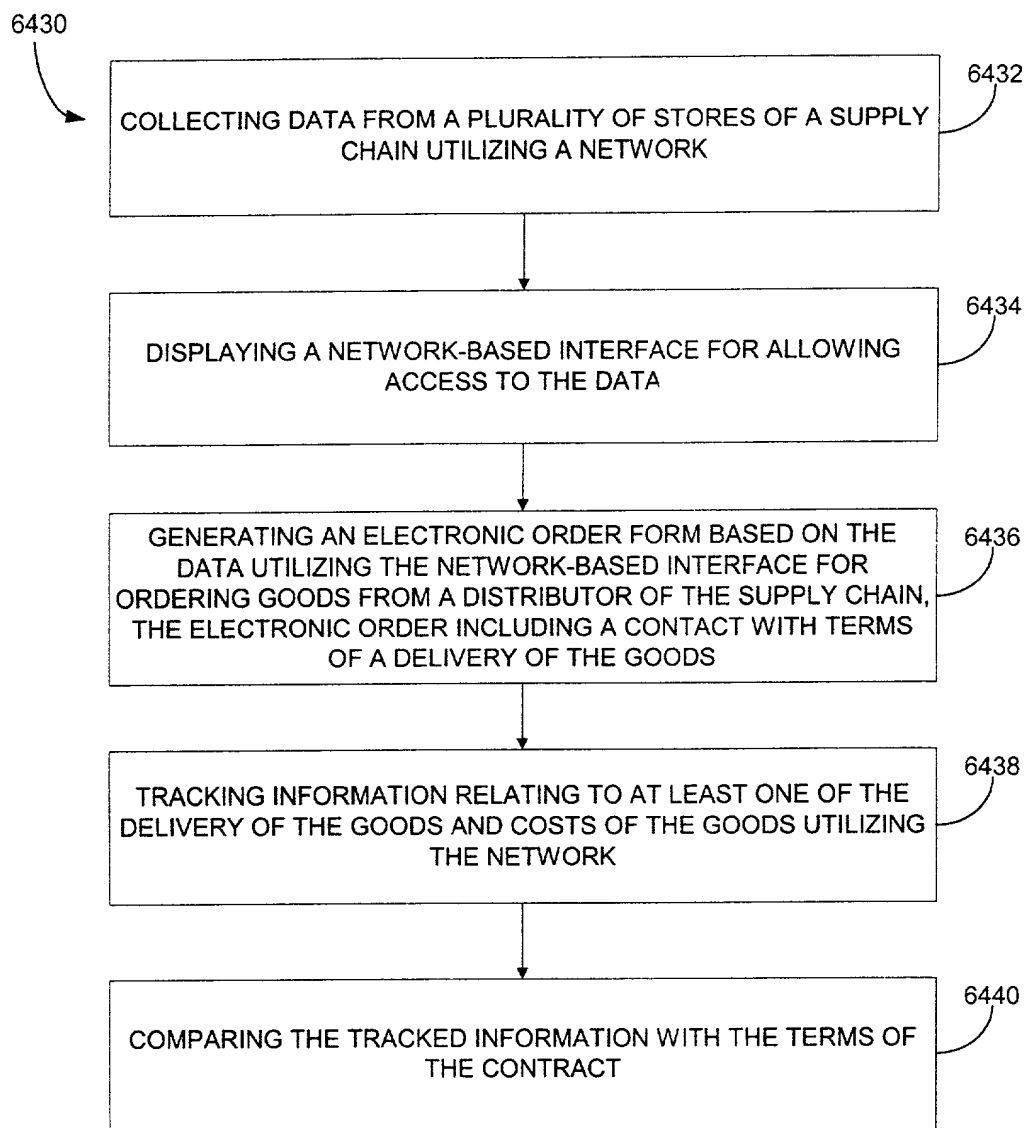 6430
6432
COLLECTING DATA FROM A PLURALITY OF STORES OF A SUPPLY
CHAIN UTILIZING A NETWORK
6434
DISPLAYING A NETWORK-BASED INTERFACE FOR ALLOWING
ACCESS TO THE DATA
6436
GENERATING AN ELECTRONIC ORDER FORM BASED ON THE
DATA UTILIZING THE NETWORK-BASED INTERFACE FOR
ORDERING GOODS FROM A DISTRIBUTOR OF THE SUPPLY CHAIN,
THE ELECTRONIC ORDER INCLUDING A CONTACT WITH TERMS
OF A DELIVERY OF THE GOODS
6438
TRACKING INFORMATION RELATING TO AT LEAST ONE OF THE
DELIVERY OF THE GOODS AND COSTS OF THE GOODS UTILIZING
THE NETWORK
6440
COMPARING THE TRACKED INFORMATION WITH THE TERMS OF
THE CONTRACT